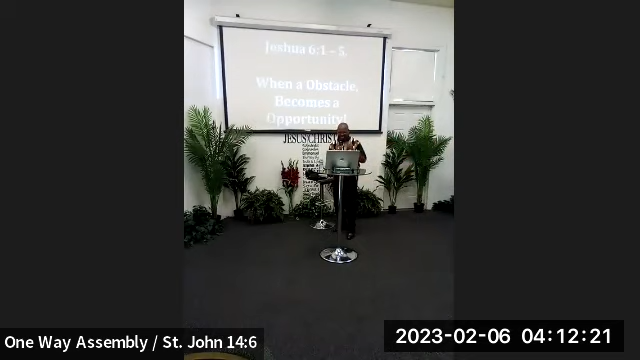 Jeshua 6:1 – 5.
When a Obstacle,
Becomes a
Opportunity!
JESUS CHRIST
One Way Assembly / St. John 14:6
2023-02-06 04:12:21